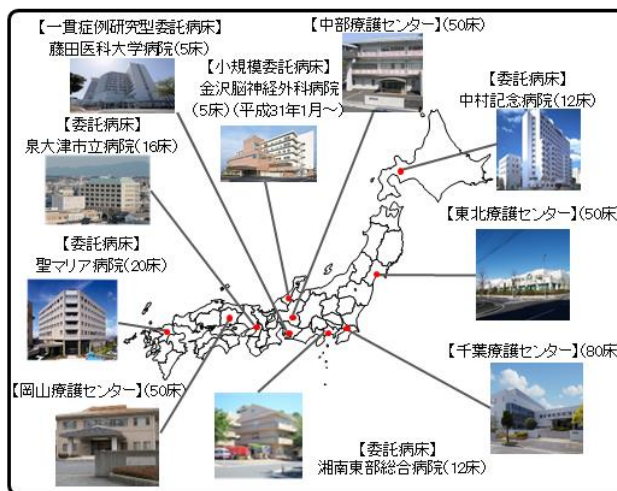 【一貫症例研究型委託病床】
藤田医科大学病院(5床)
【中部療護センター】(50床)
【小規模委託病床】
金沢脳神経外科病院
(5床)(平成31年1月～)
【委託病床】
中村記念病院(12床)
【委託病床】
泉大津市立病院(16床)
【東北療護センター】(50床)
【委託病床】
聖マリア病院(20床)
【千葉療護センター】(80床)
【岡山療護センター】(50床)
【委託病床】
湘南東部総合病院(12床)